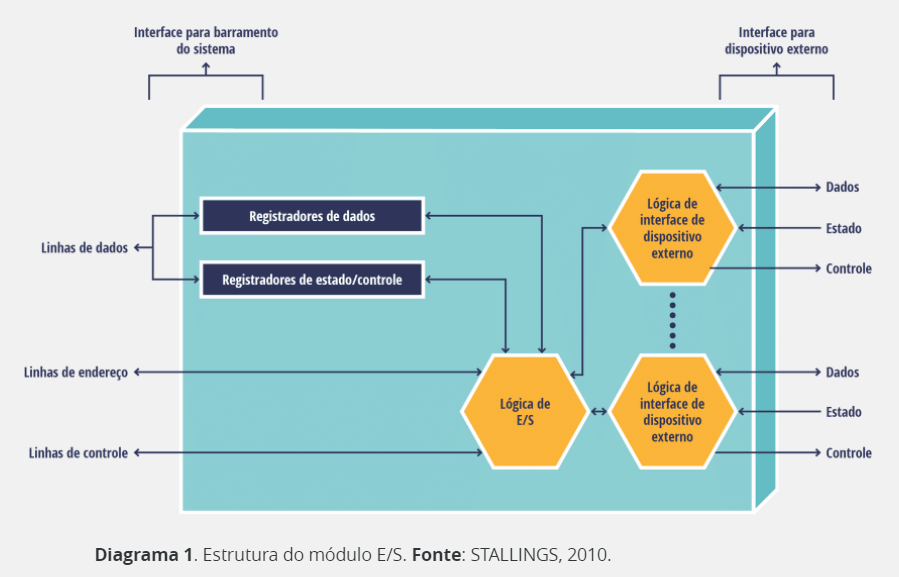 Interface para barramento
do sistema
Interface para
dispositivo externo
Registradores de dados
Linhas de dados
Registradores de estado/controle
Lógica de
interface de
dispositivo
externo
Dados
Estado
Controle
Linhas de endereço
Lógica de
E/S
Linhas de controle
Lógica de
interface de
dispositivo
externo
Dados
Estado
Controle
Diagrama 1. Estrutura do módulo E/S. Fonte: STALLINGS, 2010.